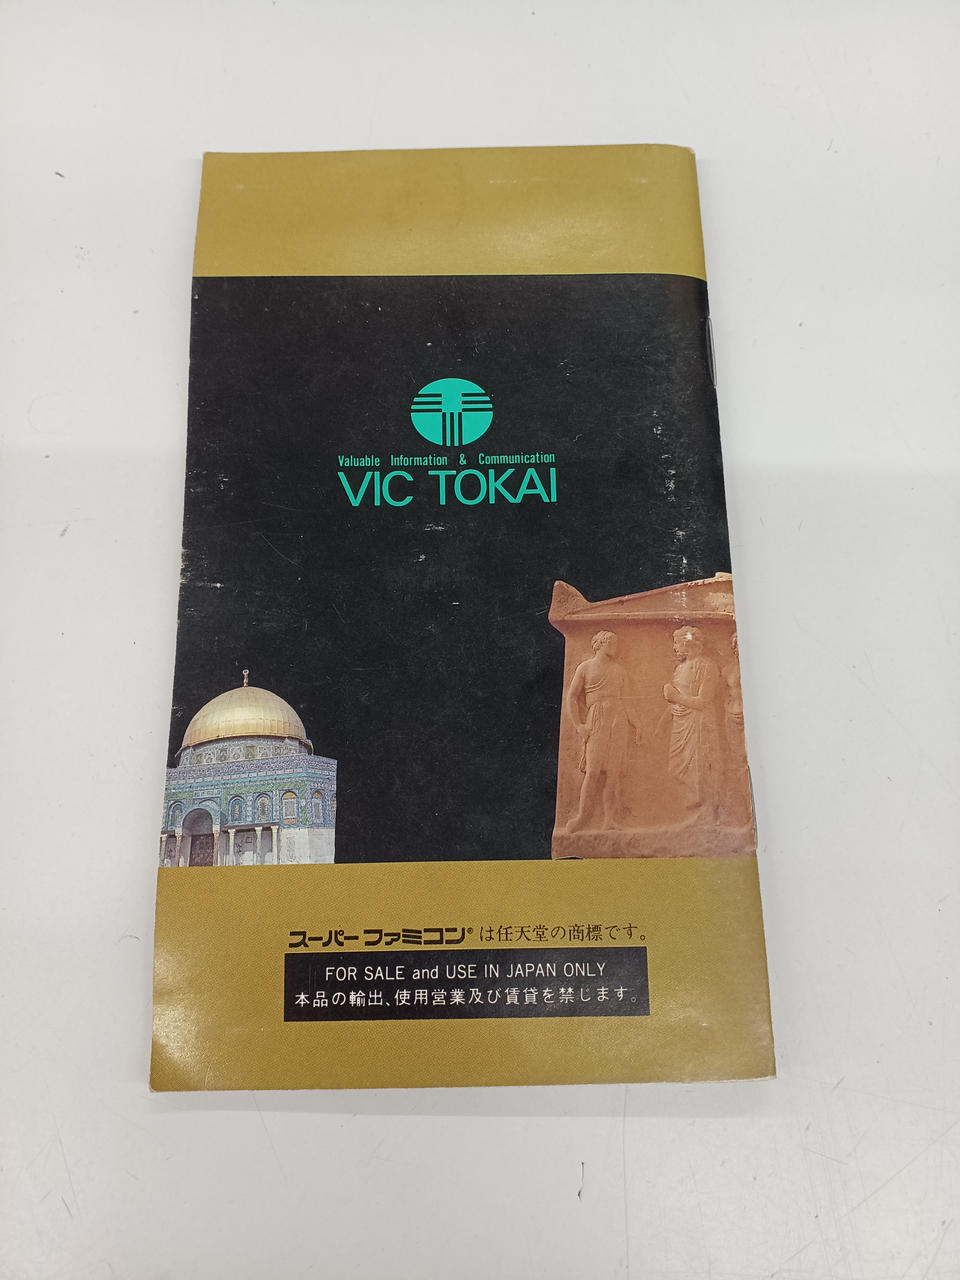 Valuable Information & Communication
VIC TOKAI
スーパーファミコン®は任天堂の商標です。
FOR SALE and USE IN JAPAN ONLY
本品の輸出、使用営業及び賃貸を禁じます。